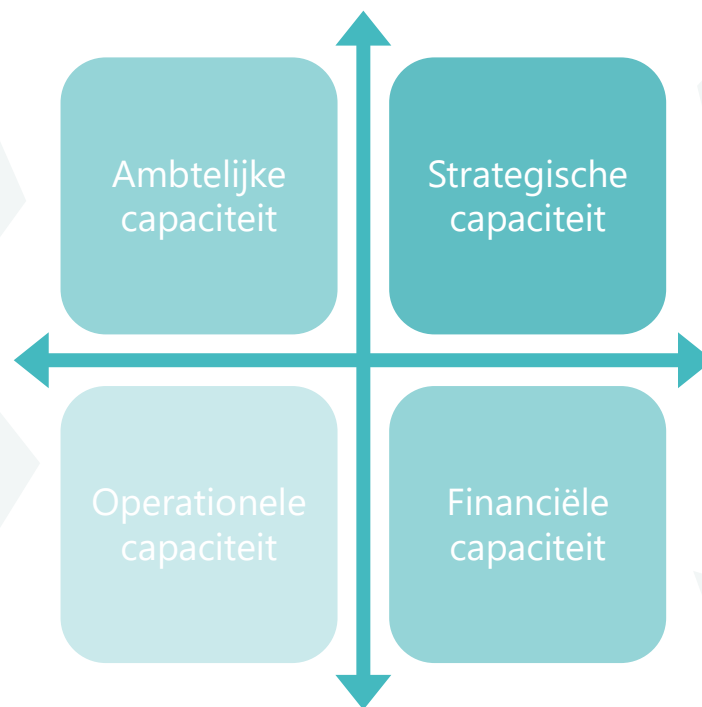 Ambtelijke
capaciteit
Strategische
capaciteit
Operationele
capaciteit
Financiële
capaciteit